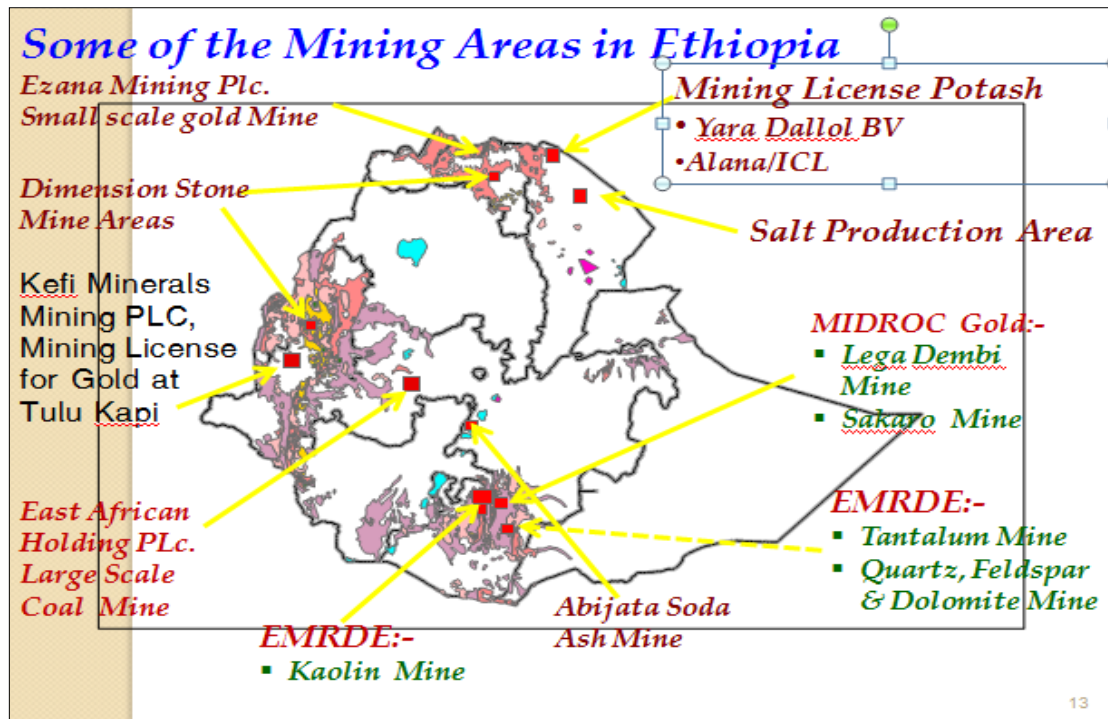 Some of the Mining Areas in Ethiopia
Ezana Mining Plc.
Small scale gold Mine
Mining License Potash
• Yara Dallol BV
•Alana/ICL
Dimension Stone
Mine Areas
Salt Production Area
Kefi Minerals
Mining PLC,
Mining License
for Gold at
Tulu Kapi
MIDROC Gold:-
▪ Lega Dembi
Mine
▪ Sakaro Mine
East African
Holding PLc.
Large Scale
Coal Mine
EMRDE:-
▪ Tantalum Mine
▪ Quartz, Feldspar
& Dolomite Mine
Abijata Soda
Ash Mine
EMRDE:-
▪ Kaolin Mine
13